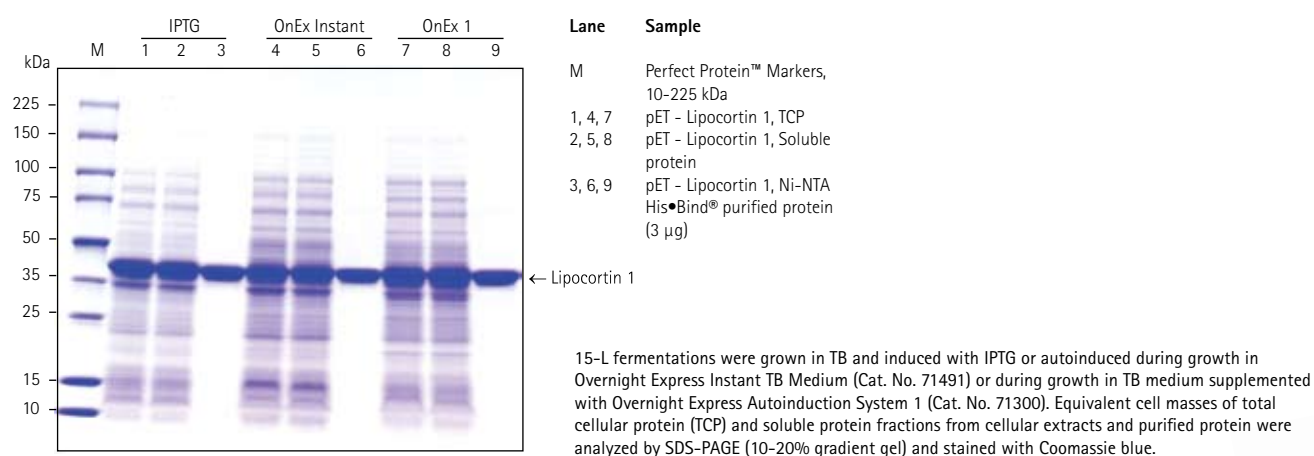 IPTG OnEx Instant OnEx 1
M 1 2 3 4 5 6 7 8 9
kDa
225
150
100
75
50
35
25
15
10
← Lipocortin 1
Lane Sample
M Perfect Protein™ Markers,
10-225 kDa
1, 4, 7 pET - Lipocortin 1, TCP
2, 5, 8 pET - Lipocortin 1, Soluble
protein
3, 6, 9 pET - Lipocortin 1, Ni-NTA
His•Bind® purified protein
(3 μg)
15-L fermentations were grown in TB and induced with IPTG or autoinduced during growth in
Overnight Express Instant TB Medium (Cat. No. 71491) or during growth in TB medium supplemented
with Overnight Express Autoinduction System 1 (Cat. No. 71300). Equivalent cell masses of total
cellular protein (TCP) and soluble protein fractions from cellular extracts and purified protein were
analyzed by SDS-PAGE (10-20% gradient gel) and stained with Coomassie blue.